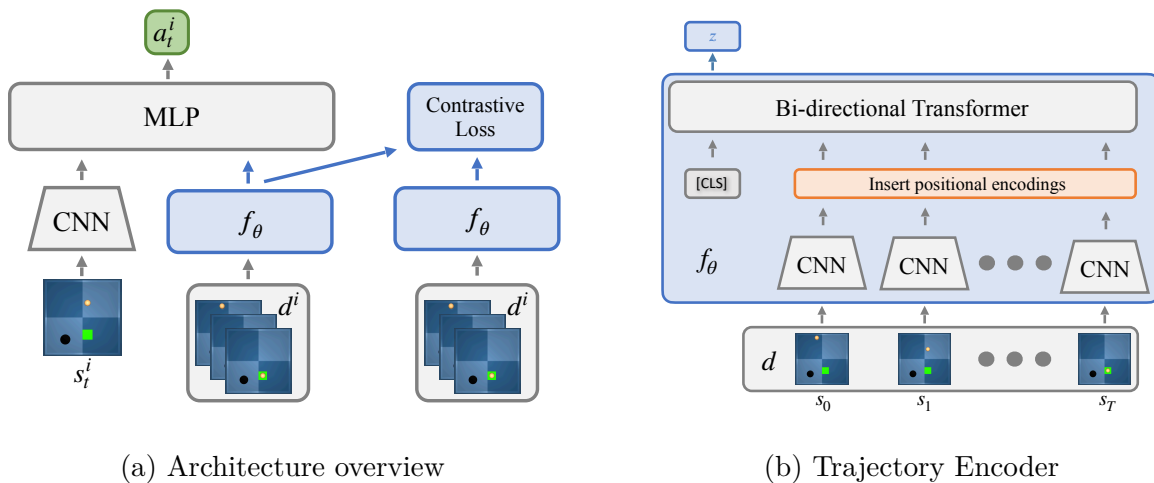 a_t^i
MLP
Contrastive
Loss
CNN
f_θ
f_θ
d^i
d^i
s_t^i
(a) Architecture overview
z
Bi-directional Transformer
[CLS]
Insert positional encodings
f_θ
CNN
CNN
CNN
d
s_0
s_1
s_T
(b) Trajectory Encoder